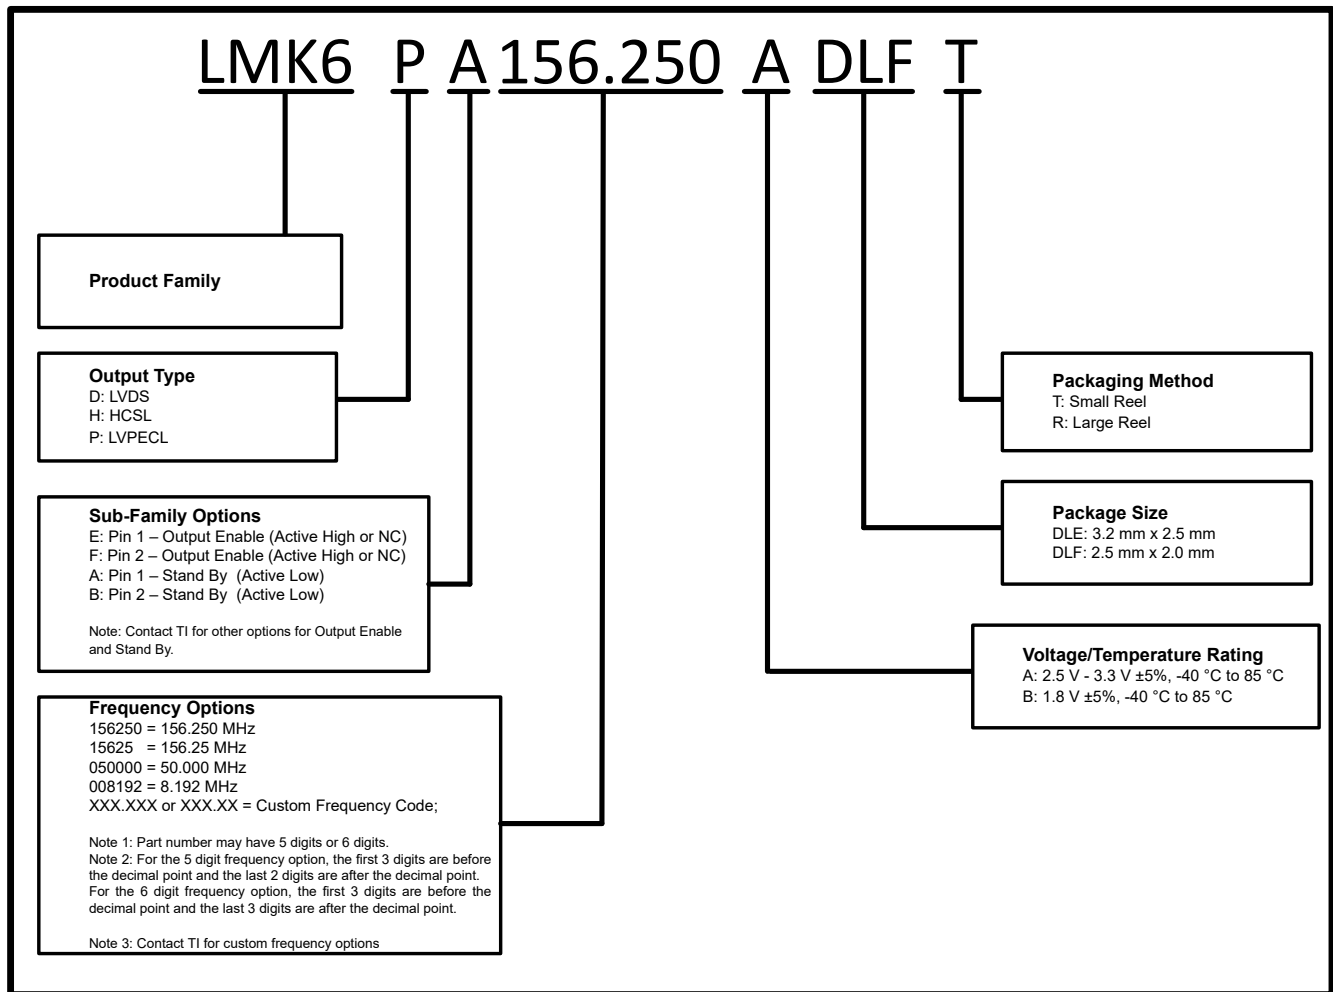 LMK6 P A 156.250 A DLF T
Product Family
Output Type
D: LVDS
H: HCSL
P: LVPECL
Sub-Family Options
E: Pin 1 – Output Enable (Active High or NC)
F: Pin 2 – Output Enable (Active High or NC)
A: Pin 1 – Stand By (Active Low)
B: Pin 2 – Stand By (Active Low)
Note: Contact TI for other options for Output Enable
and Stand By.
Frequency Options
156250 = 156.250 MHz
15625 = 156.25 MHz
050000 = 50.000 MHz
008192 = 8.192 MHz
XXX.XXX or XXX.XX = Custom Frequency Code;
Note 1: Part number may have 5 digits or 6 digits.
Note 2: For the 5 digit frequency option, the first 3 digits are before
the decimal point and the last 2 digits are after the decimal point.
For the 6 digit frequency option, the first 3 digits are before the
decimal point and the last 3 digits are after the decimal point.
Note 3: Contact TI for custom frequency options
Packaging Method
T: Small Reel
R: Large Reel
Package Size
DLE: 3.2 mm x 2.5 mm
DLF: 2.5 mm x 2.0 mm
Voltage/Temperature Rating
A: 2.5 V - 3.3 V ±5%, -40 °C to 85 °C
B: 1.8 V ±5%, -40 °C to 85 °C